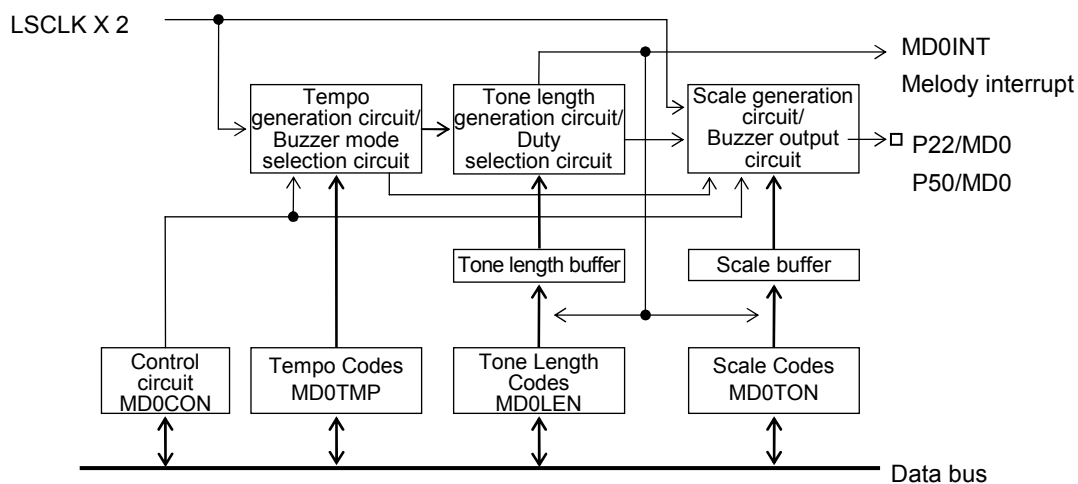 LSCLK X 2
MD0INT
Melody interrupt
Tempo
generation circuit/
Buzzer mode
selection circuit
Tone length
generation circuit/
Duty
selection circuit
Scale generation
circuit/
Buzzer output
circuit
P22/MD0
P50/MD0
Tone length buffer
Scale buffer
Control
circuit
MD0CON
Tempo Codes
MD0TMP
Tone Length
Codes
MD0LEN
Scale Codes
MD0TON
Data bus